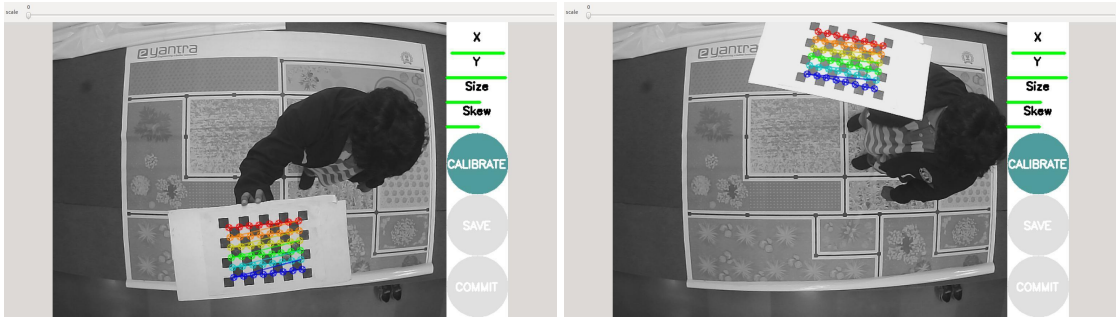 scale 0
eyantra
X
Y
Size
Skew
CALIBRATE
SAVE
COMMIT
scale 0
eyantra
X
Y
Size
Skew
CALIBRATE
SAVE
COMMIT